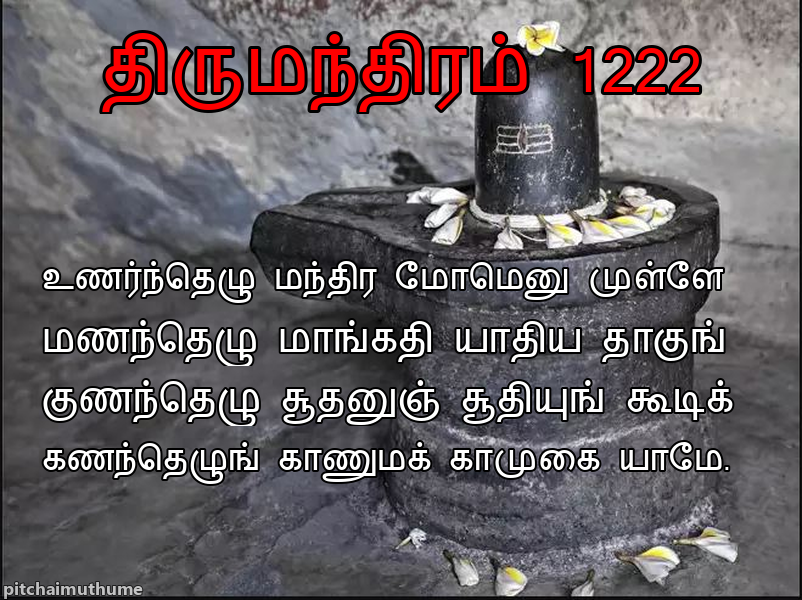 திருமந்திரம் 1222
உணர்ந்தெழு மந்திர மோமெனு முள்ளே
மணந்தெழு மாங்கதி யாதிய தாகுங்
குணந்தெழு சூதனுஞ் சூதியுங் கூடிக்
கணந்தெழுங் காணுமக் காமுகை யாமே.
pitchaimuthume